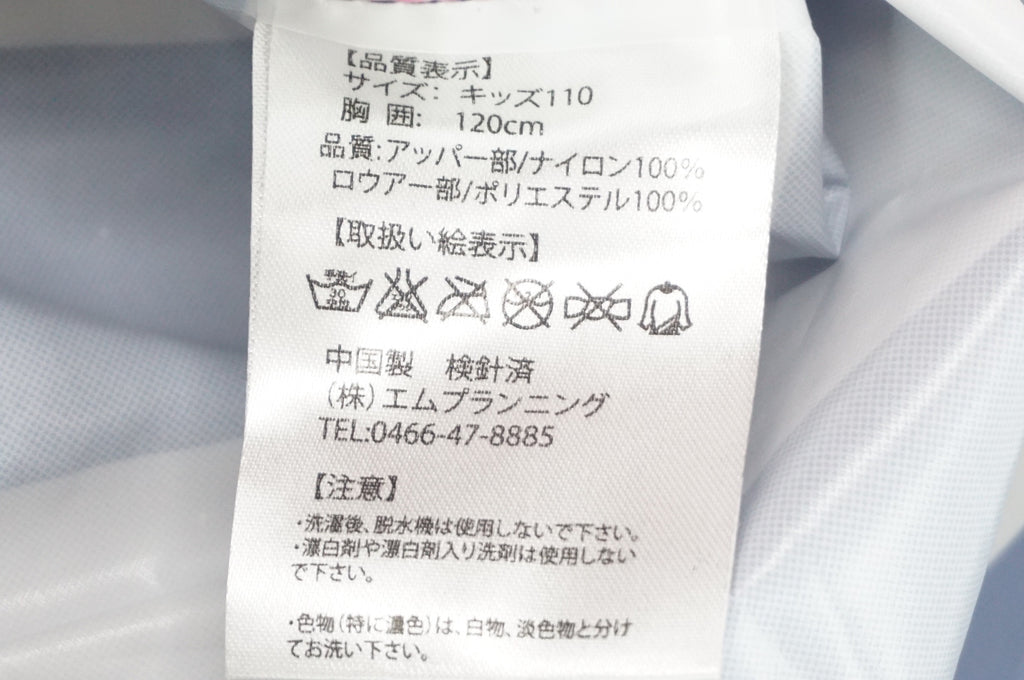 【品質表示】
サイズ: キッズ110
胸 囲: 120cm
品質:アッパー部/ナイロン100%
ロウアー部/ポリエステル100%
【取扱い絵表示】
手洗イ
30
中国製 検針済
(株)エムプランニング
TEL:0466-47-8885
【注意】
・洗濯後、脱水機は使用しないで下さい。
・漂白剤や漂白剤入り洗剤は使用しない
で下さい。
・色物(特に濃色)は、白物、淡色物と分け
てお洗い下さい。